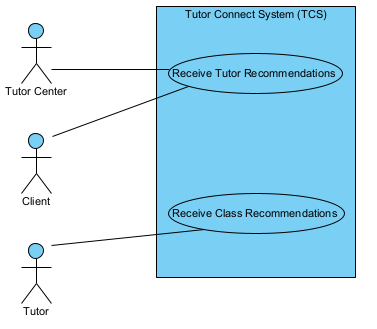 Tutor Connect System (TCS)
Receive Tutor Recommendations
Tutor Center
Client
Receive Class Recommendations
Tutor